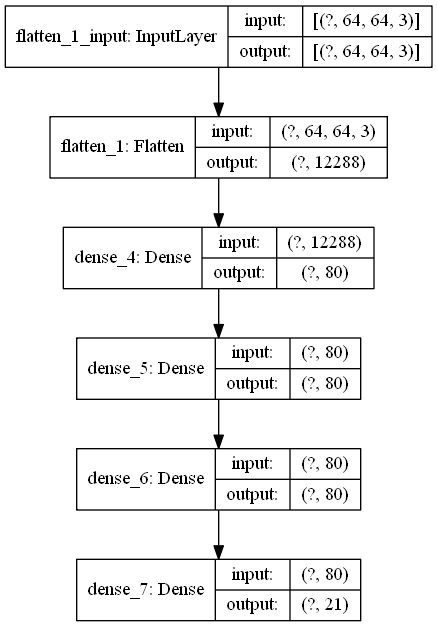 flatten_1_input: InputLayer
input:
[(?, 64, 64, 3)]
output:
[(?, 64, 64, 3)]
flatten_1: Flatten
input:
(?, 64, 64, 3)
output:
(?, 12288)
dense_4: Dense
input:
(?, 12288)
output:
(?, 80)
dense_5: Dense
input:
(?, 80)
output:
(?, 80)
dense_6: Dense
input:
(?, 80)
output:
(?, 80)
dense_7: Dense
input:
(?, 80)
output:
(?, 21)